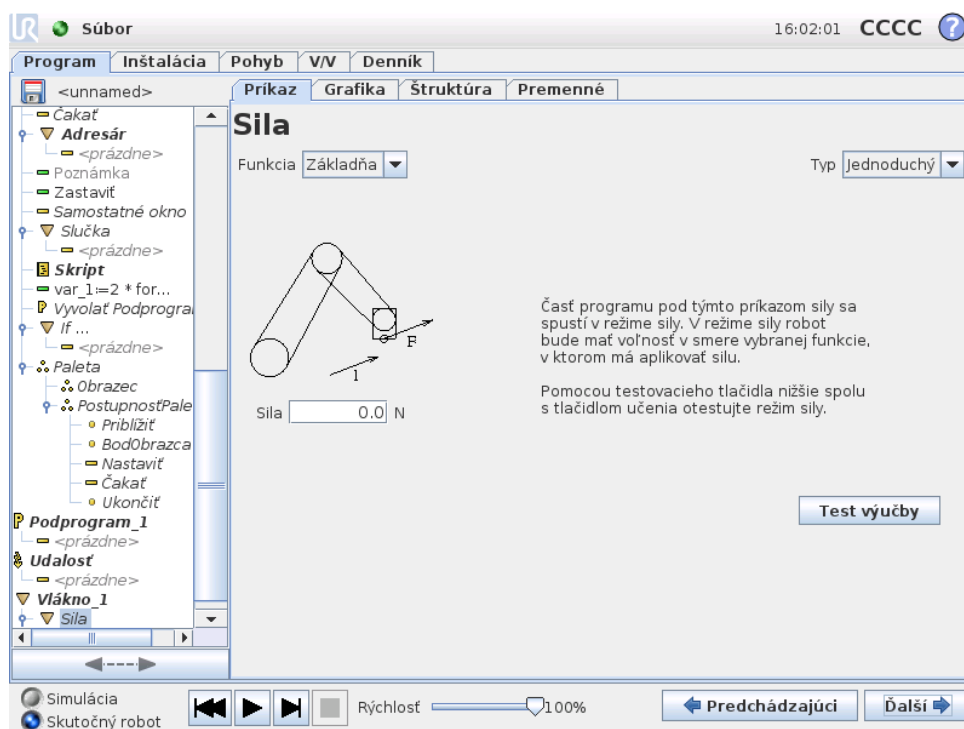 UR Súbor 16:02:01 CCCC ?
Program Inštalácia Pohyb V/V Denník
<unnamed>
Príkaz Grafika Štruktúra Premenné
Čakať
Adresár
<prázdne>
Poznámka
Zastaviť
Samostatné okno
Slučka
<prázdne>
Skript
var_1≔2 * for...
P Vyvolať Podprogra
If ...
<prázdne>
Paleta
Obrazec
PostupnosťPale
Priblížiť
BodObrazca
Nastaviť
Čakať
Ukončiť
P Podprogram_1
<prázdne>
Udalosť
<prázdne>
Vlákno_1
Sila
Sila
Funkcia Základňa
Typ Jednoduchý
F
1
Sila 0.0 N
Časť programu pod týmto príkazom sily sa
spustí v režime sily. V režime sily robot
bude mať voľnosť v smere vybranej funkcie,
v ktorom má aplikovať silu.
Pomocou testovacieho tlačidla nižšie spolu
s tlačidlom učenia otestujte režim sily.
Test výučby
Simulácia
Skutočný robot
Rýchlosť 100%
Predchádzajúci
Ďalší